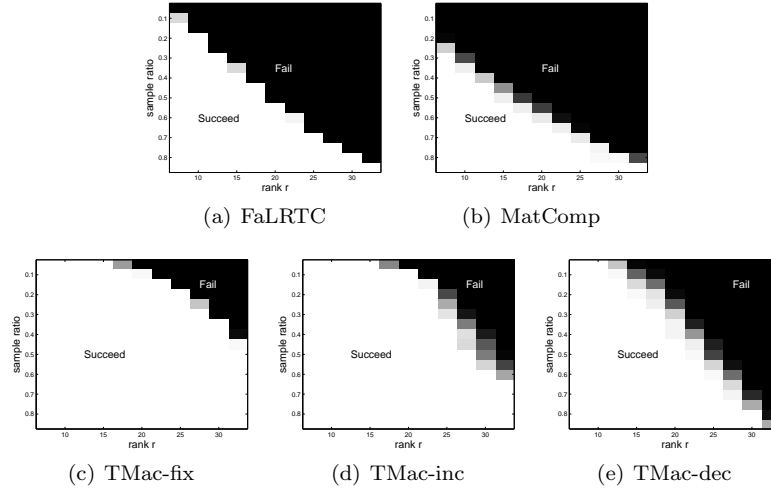 0.1
0.2
0.3
0.4
0.5
0.6
0.7
0.8
sample ratio
Fail
Succeed
10 15 20 25 30
rank r
(a) FaLRTC
0.1
0.2
0.3
0.4
0.5
0.6
0.7
0.8
sample ratio
Fail
Succeed
10 15 20 25 30
rank r
(b) MatComp
0.1
0.2
0.3
0.4
0.5
0.6
0.7
0.8
sample ratio
Fail
Succeed
10 15 20 25 30
rank r
(c) TMac-fix
0.1
0.2
0.3
0.4
0.5
0.6
0.7
0.8
sample ratio
Fail
Succeed
10 15 20 25 30
rank r
(d) TMac-inc
0.1
0.2
0.3
0.4
0.5
0.6
0.7
0.8
sample ratio
Fail
Succeed
10 15 20 25 30
rank r
(e) TMac-dec